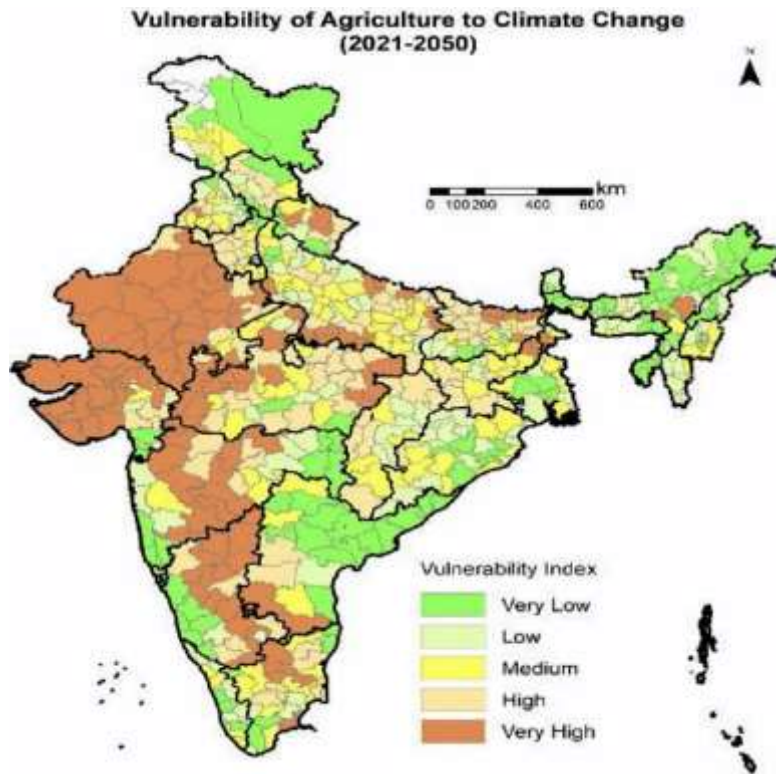 Vulnerability of Agriculture to Climate Change
(2021-2050)
N
km
0 100 200 400 600
Vulnerability Index
Very Low
Low
Medium
High
Very High